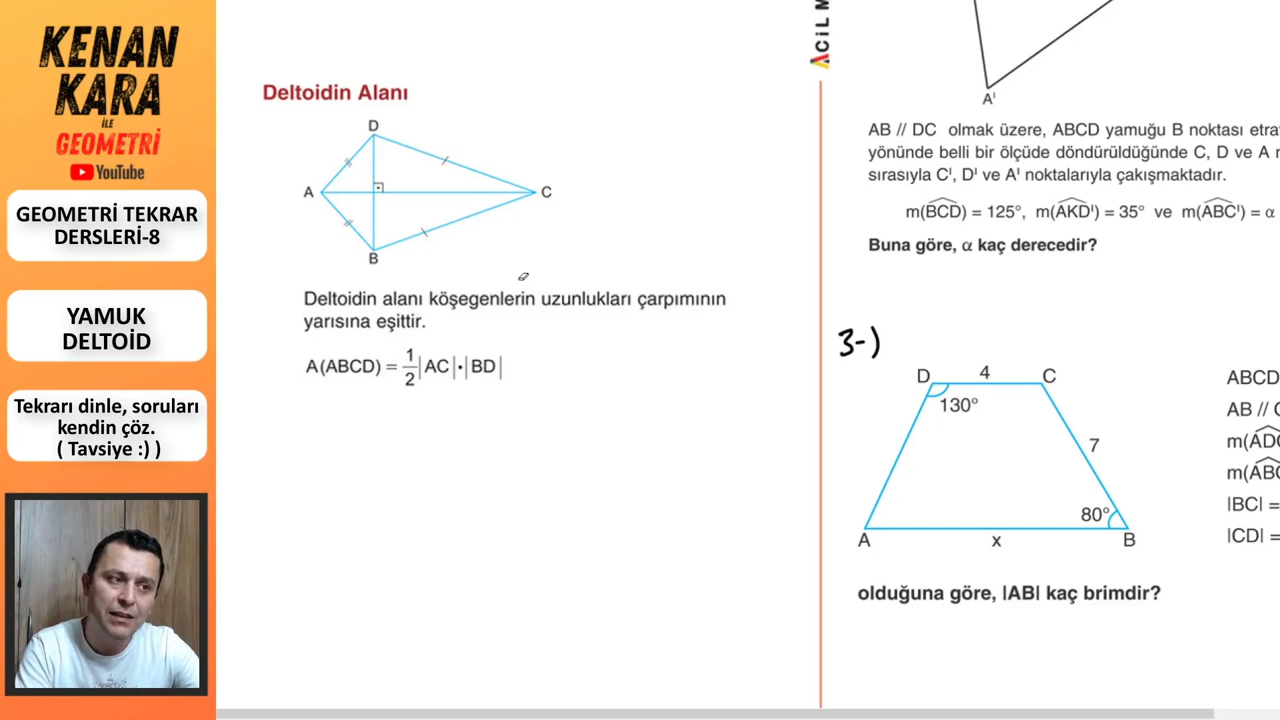 KENAN
KARA
İLE
GEOMETRİ
YouTube
GEOMETRİ TEKRAR
DERSLERİ-8
YAMUK
DELTOİD
Tekrarı dinle, soruları
kendin çöz.
( Tavsiye :) )
Deltoidin Alanı
D
A
C
B
Deltoidin alanı köşegenlerin uzunlukları çarpımının
yarısına eşittir.
A(ABCD) = 1/2 |AC|•|BD|
ACiL M
A'
AB // DC olmak üzere, ABCD yamuğu B noktası etra
yönünde belli bir ölçüde döndürüldüğünde C, D ve A n
sırasıyla C', D' ve A' noktalarıyla çakışmaktadır.
m(BCD) = 125°, m(AKD') = 35° ve m(ABC') = α
Buna göre, α kaç derecedir?
3-)
D 4 C
130°
7
80°
A x B
ABCD
AB // C
m(ADC
m(ABC
|BC| =
|CD| =
olduğuna göre, |AB| kaç brimdir?